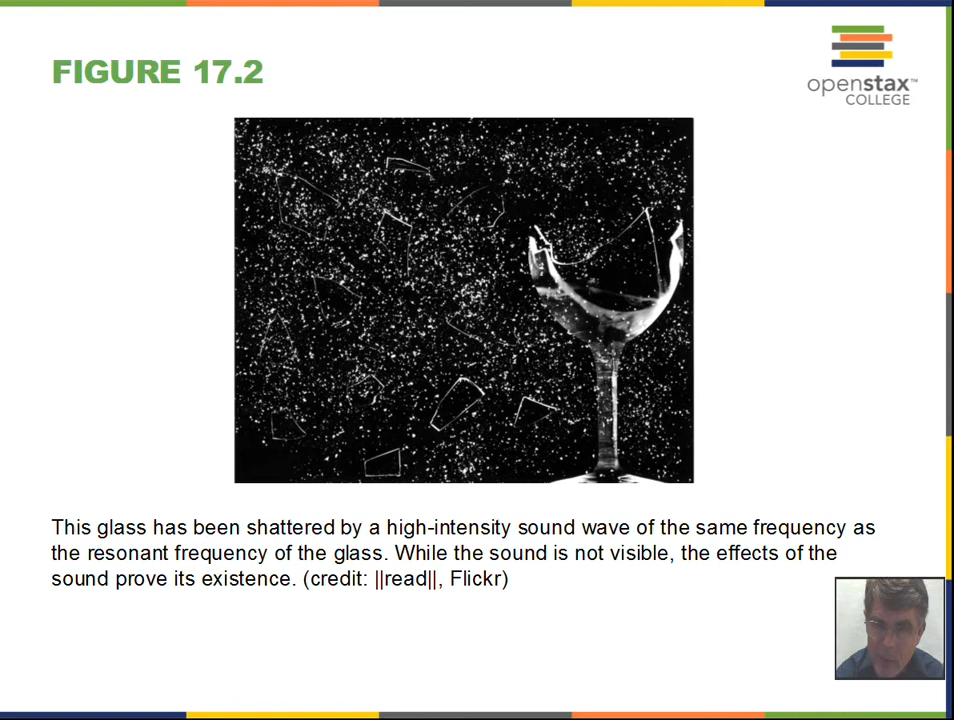 FIGURE 17.2
openstax™
COLLEGE
This glass has been shattered by a high-intensity sound wave of the same frequency as
the resonant frequency of the glass. While the sound is not visible, the effects of the
sound prove its existence. (credit: ||read||, Flickr)